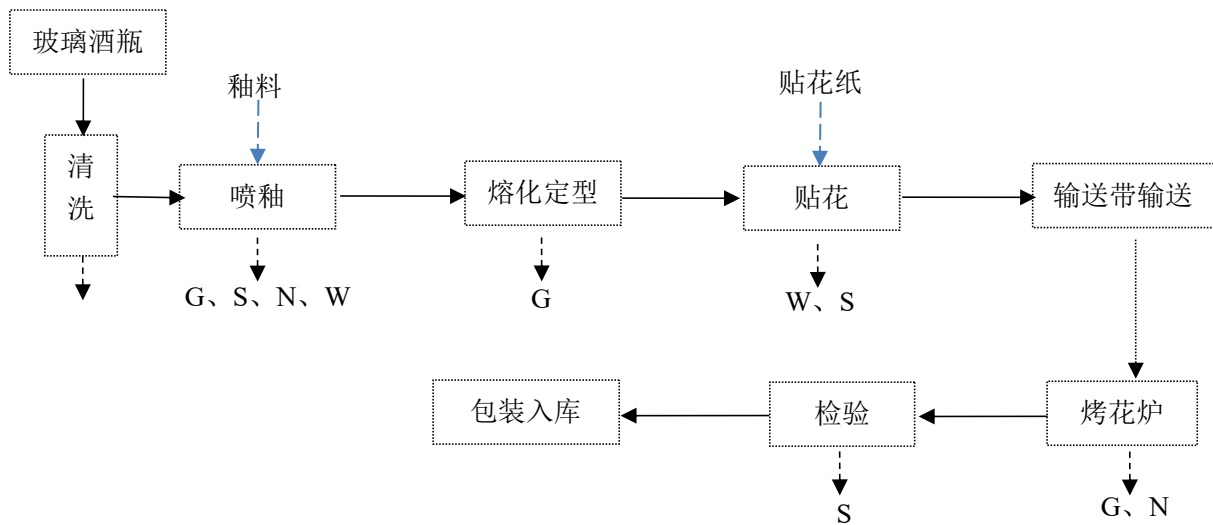 玻璃酒瓶
釉料
贴花纸
清洗
喷釉
熔化定型
贴花
输送带输送
G、S、N、W
G
W、S
包装入库
检验
烤花炉
S
G、N